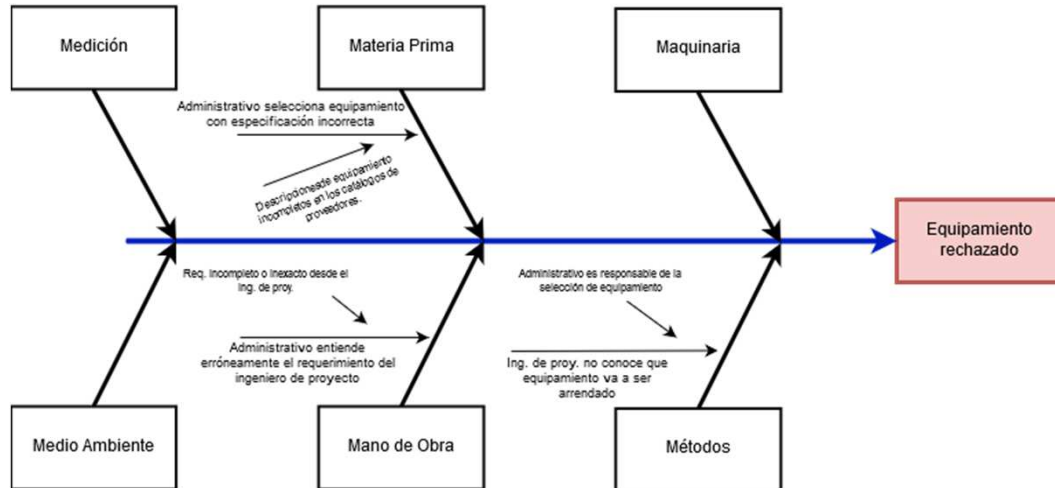 Medición
Materia Prima
Maquinaria
Administrativo selecciona equipamiento
con especificación incorrecta
Descripcionesde equipamiento
incompletos en los catálogos de
proveedores.
Equipamiento
rechazado
Req. Incompleto o Inexacto desde el
Ing. de proy.
Administrativo es responsable de la
selección de equipamiento
Administrativo entiende
erróneamente el requerimiento del
ingeniero de proyecto
Ing. de proy. no conoce que
equipamiento va a ser
arrendado
Medio Ambiente
Mano de Obra
Métodos